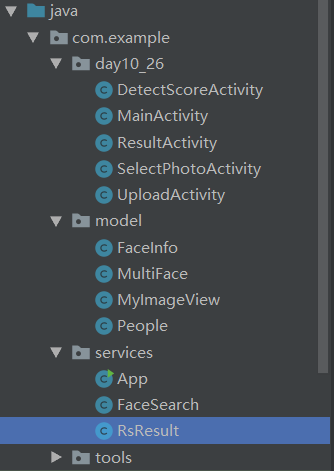 java
com.example
day10_26
DetectScoreActivity
MainActivity
ResultActivity
SelectPhotoActivity
UploadActivity
model
FaceInfo
MultiFace
MyImageView
People
services
App
FaceSearch
RsResult
tools